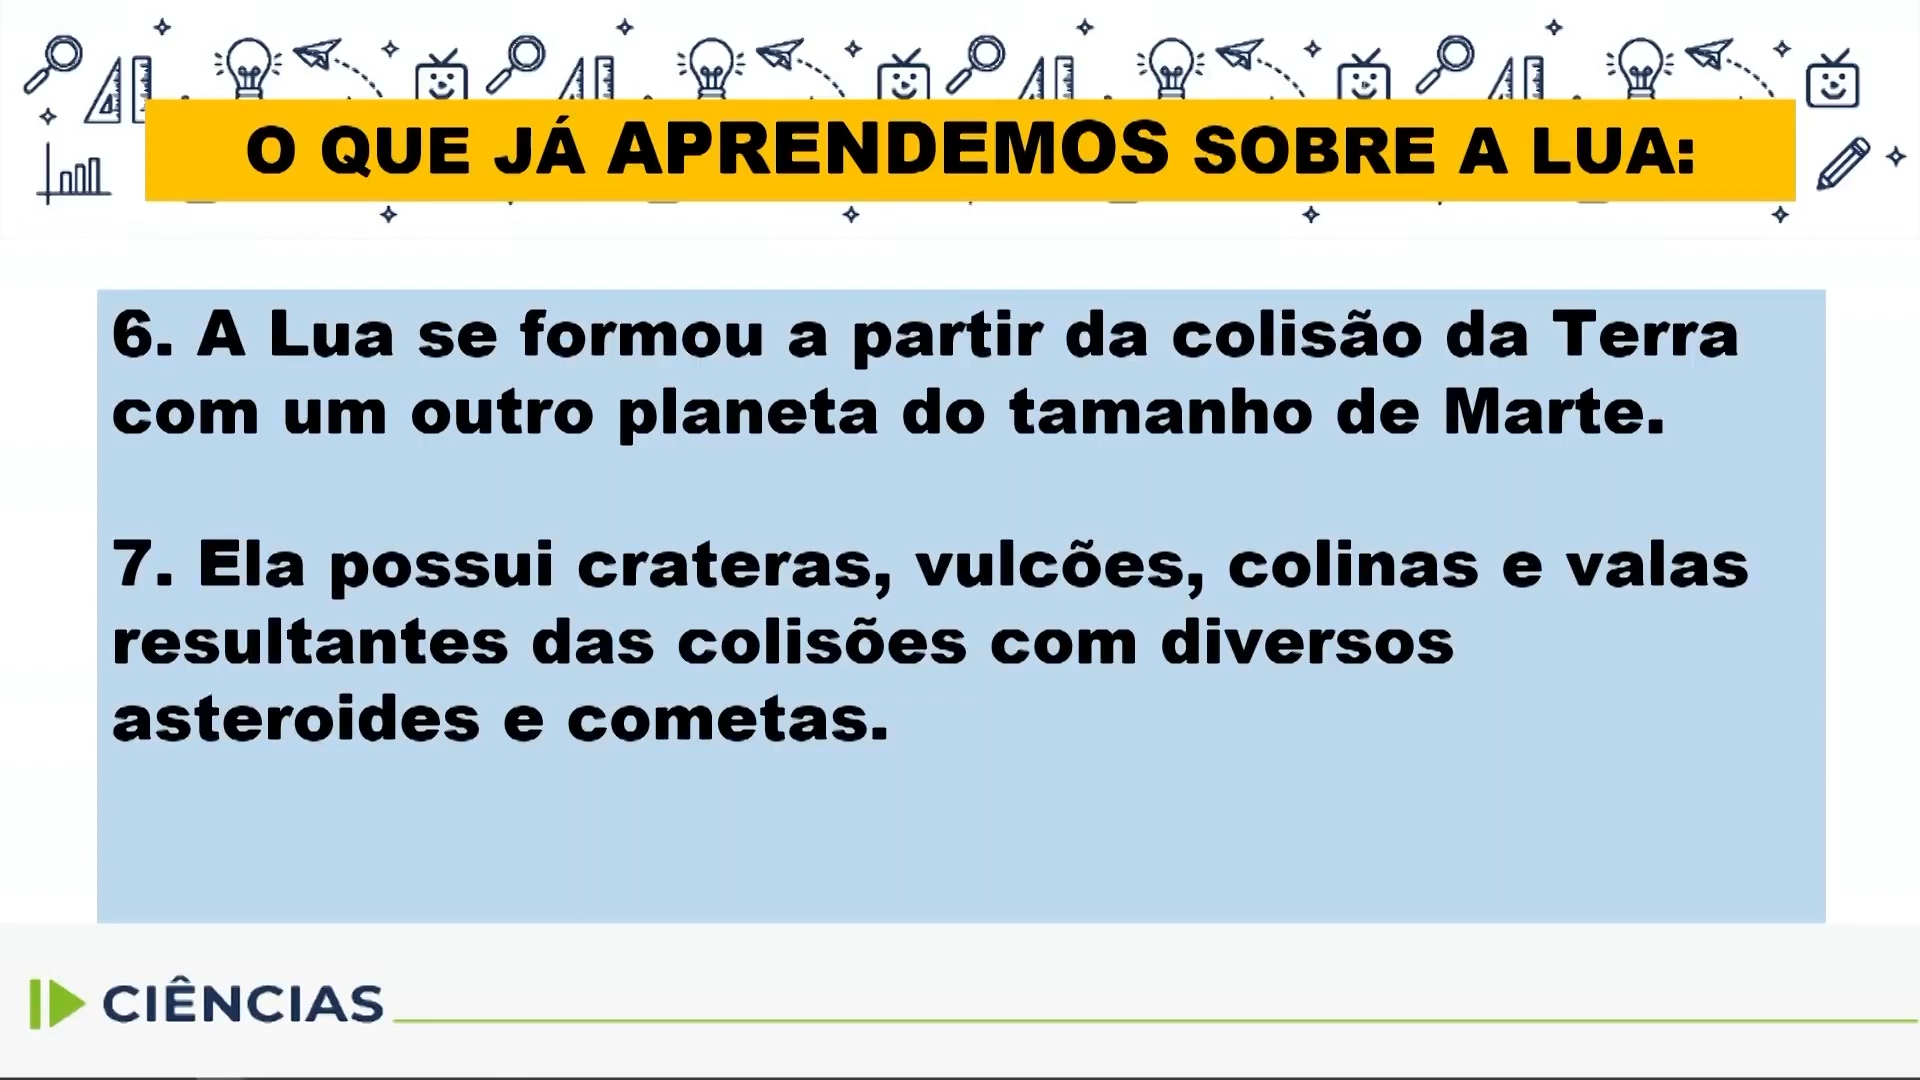 O QUE JÁ APRENDEMOS SOBRE A LUA:
6. A Lua se formou a partir da colisão da Terra
com um outro planeta do tamanho de Marte.
7. Ela possui crateras, vulcões, colinas e valas
resultantes das colisões com diversos
asteroides e cometas.
CIÊNCIAS